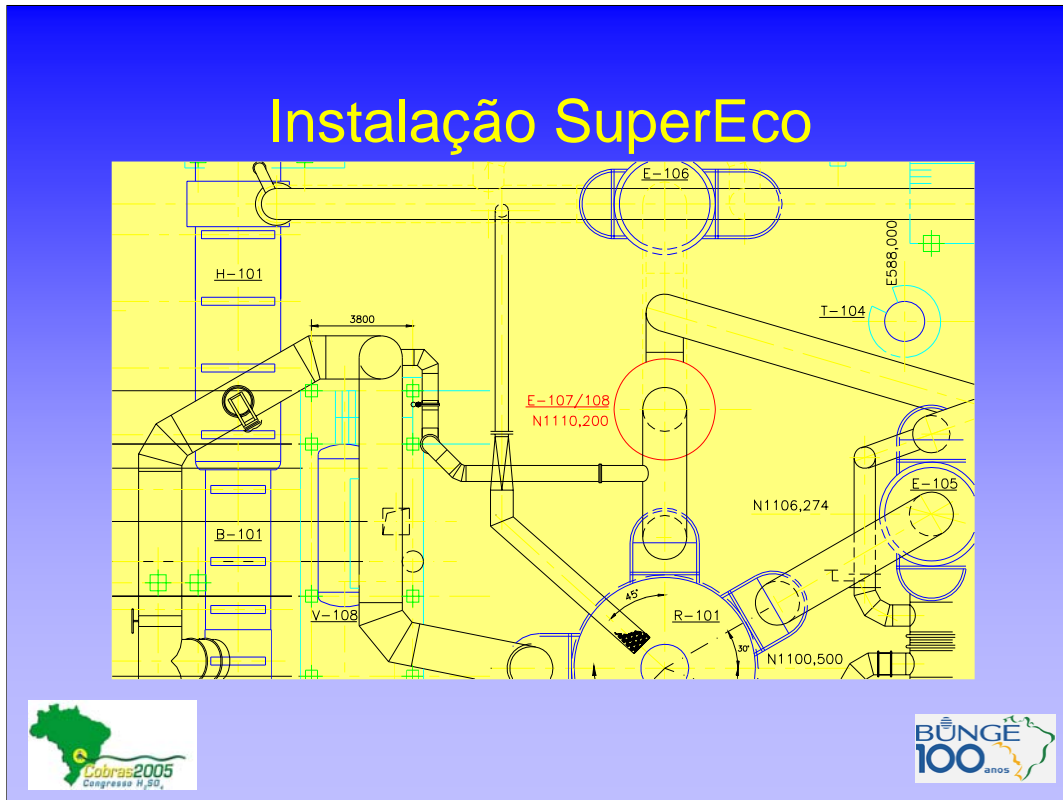 Instalação SuperEco
E-106
E588,000
H-101
3800
T-104
E-107/108
N1110,200
E-105
N1106,274
B-101
45°
V-108
R-101
30°
N1100,500
Cobras2005
Congresso H₂SO₄
BUNGE
100 anos